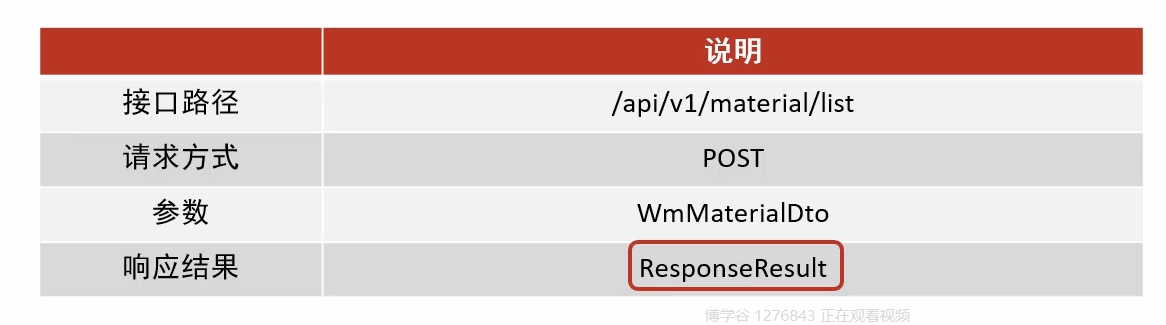 说明
接口路径 /api/v1/material/list
请求方式 POST
参数 WmMaterialDto
响应结果 ResponseResult
博学谷 1276843 正在观看视频